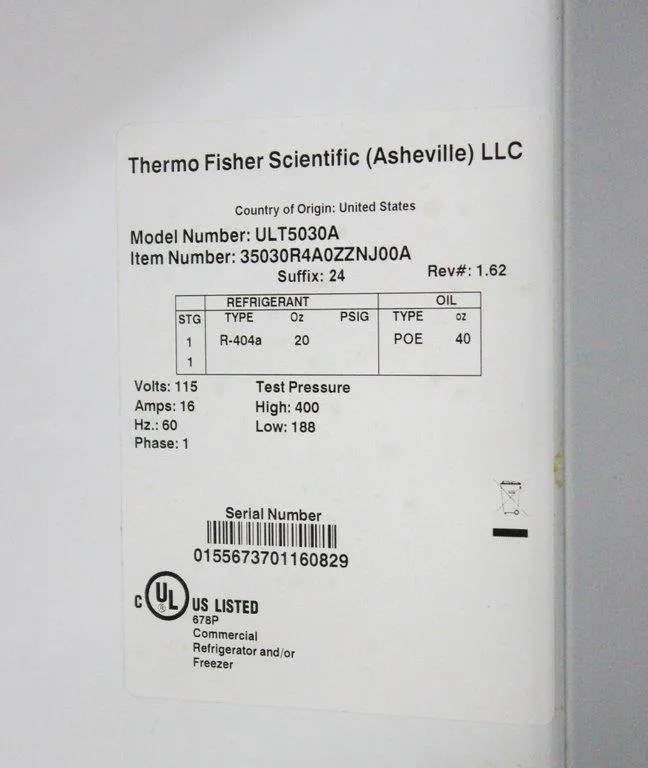 Thermo Fisher Scientific (Asheville) LLC
Country of Origin: United States
Model Number: ULT5030A
Item Number: 35030R4A0ZZNJ00A
Suffix: 24 Rev#: 1.62
REFRIGERANT OIL
STG TYPE Oz PSIG TYPE oz
1 R-404a 20 POE 40
1
Volts: 115 Test Pressure
Amps: 16 High: 400
Hz.: 60 Low: 188
Phase: 1
Serial Number
0155673701160829
C UL ® US LISTED
678P
Commercial
Refrigerator and/or
Freezer